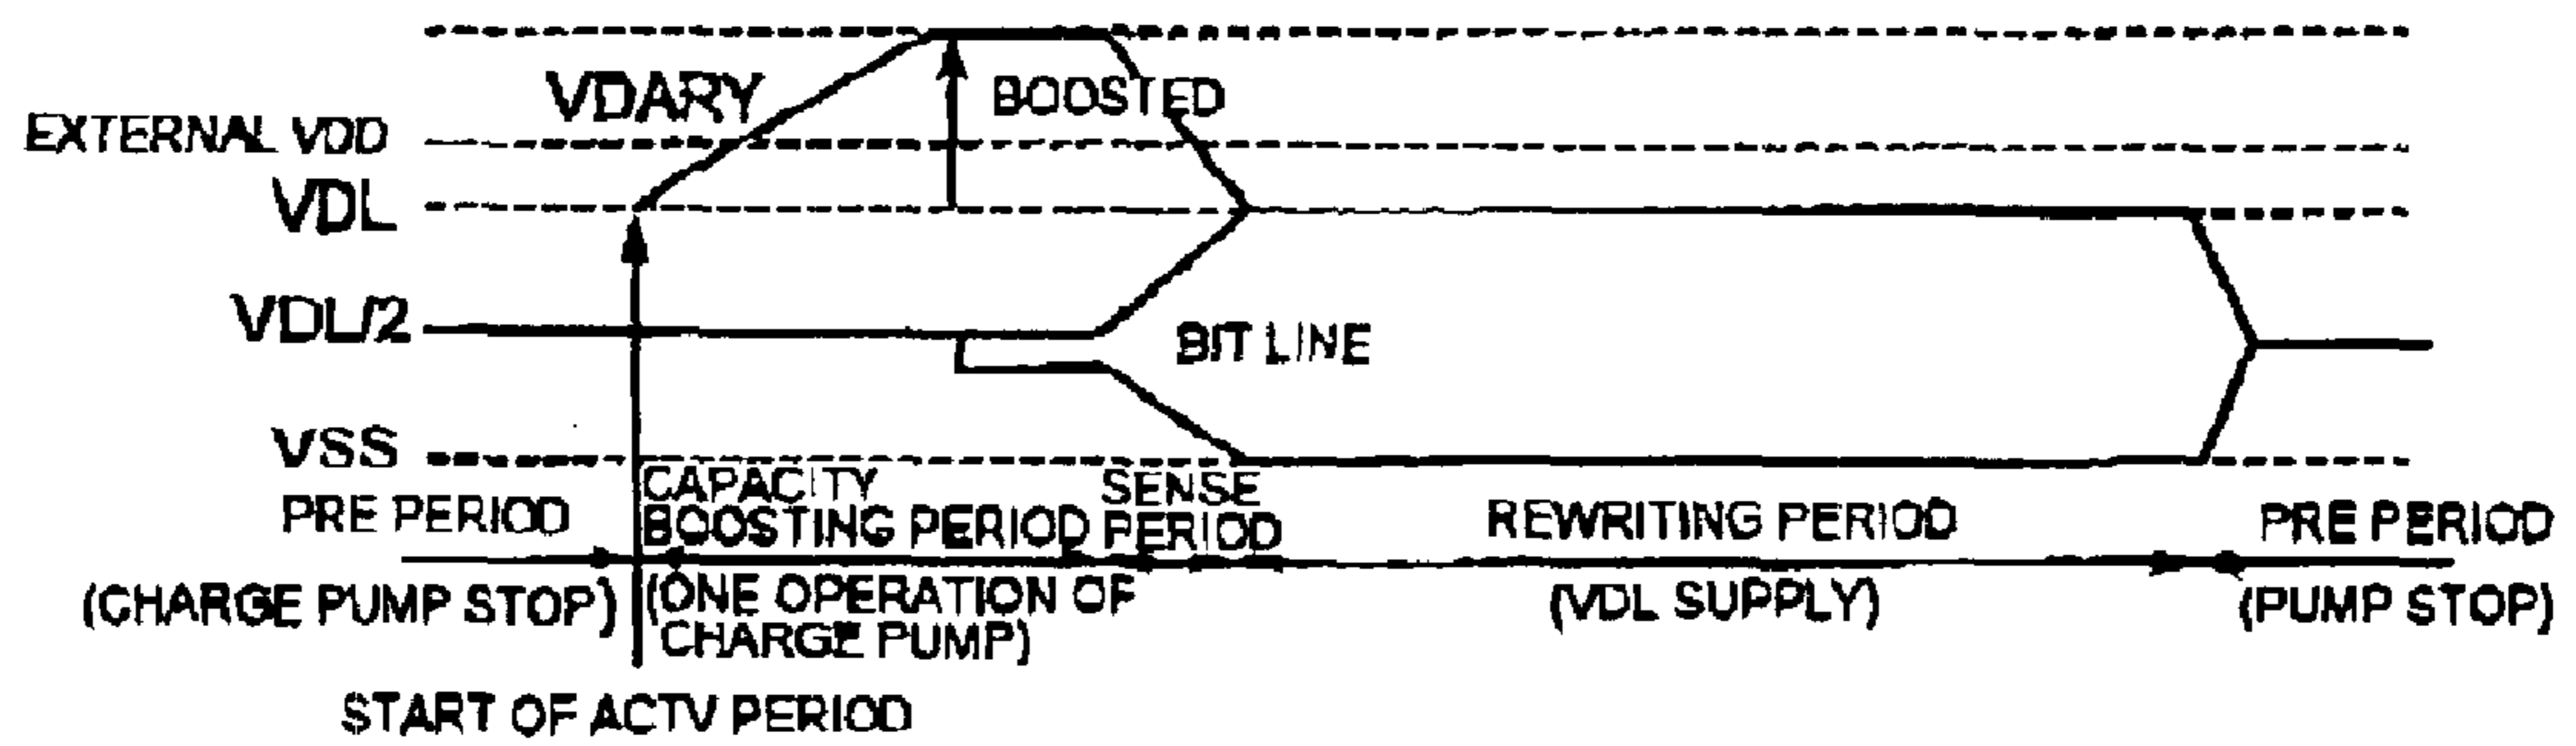 VDARY
BOOSTED
EXTERNAL VDD
VDL
VDL/2
BIT LINE
VSS
PRE PERIOD
CAPACITY
BOOSTING PERIOD
SENSE
PERIOD
REWRITING PERIOD
PRE PERIOD
(CHARGE PUMP STOP)
(ONE OPERATION OF
CHARGE PUMP)
(VDL SUPPLY)
(PUMP STOP)
START OF ACTV PERIOD